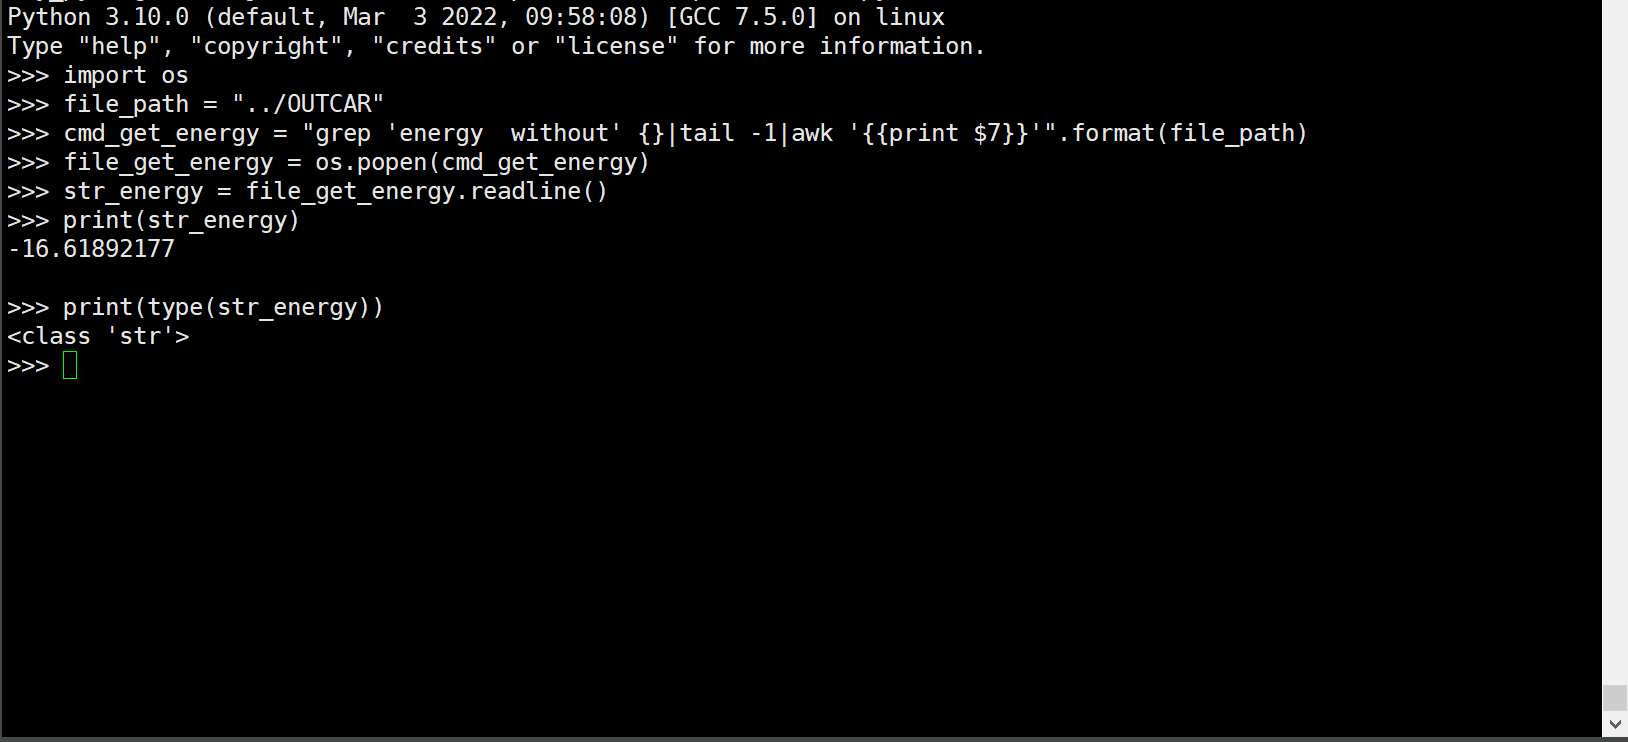 Python 3.10.0 (default, Mar  3 2022, 09:58:08) [GCC 7.5.0] on linux
Type "help", "copyright", "credits" or "license" for more information.
>>> import os
>>> file_path = "../OUTCAR"
>>> cmd_get_energy = "grep 'energy  without' {}|tail -1|awk '{{print $7}}'".format(file_path)
>>> file_get_energy = os.popen(cmd_get_energy)
>>> str_energy = file_get_energy.readline()
>>> print(str_energy)
-16.61892177
>>> print(type(str_energy))
<class 'str'>
>>>